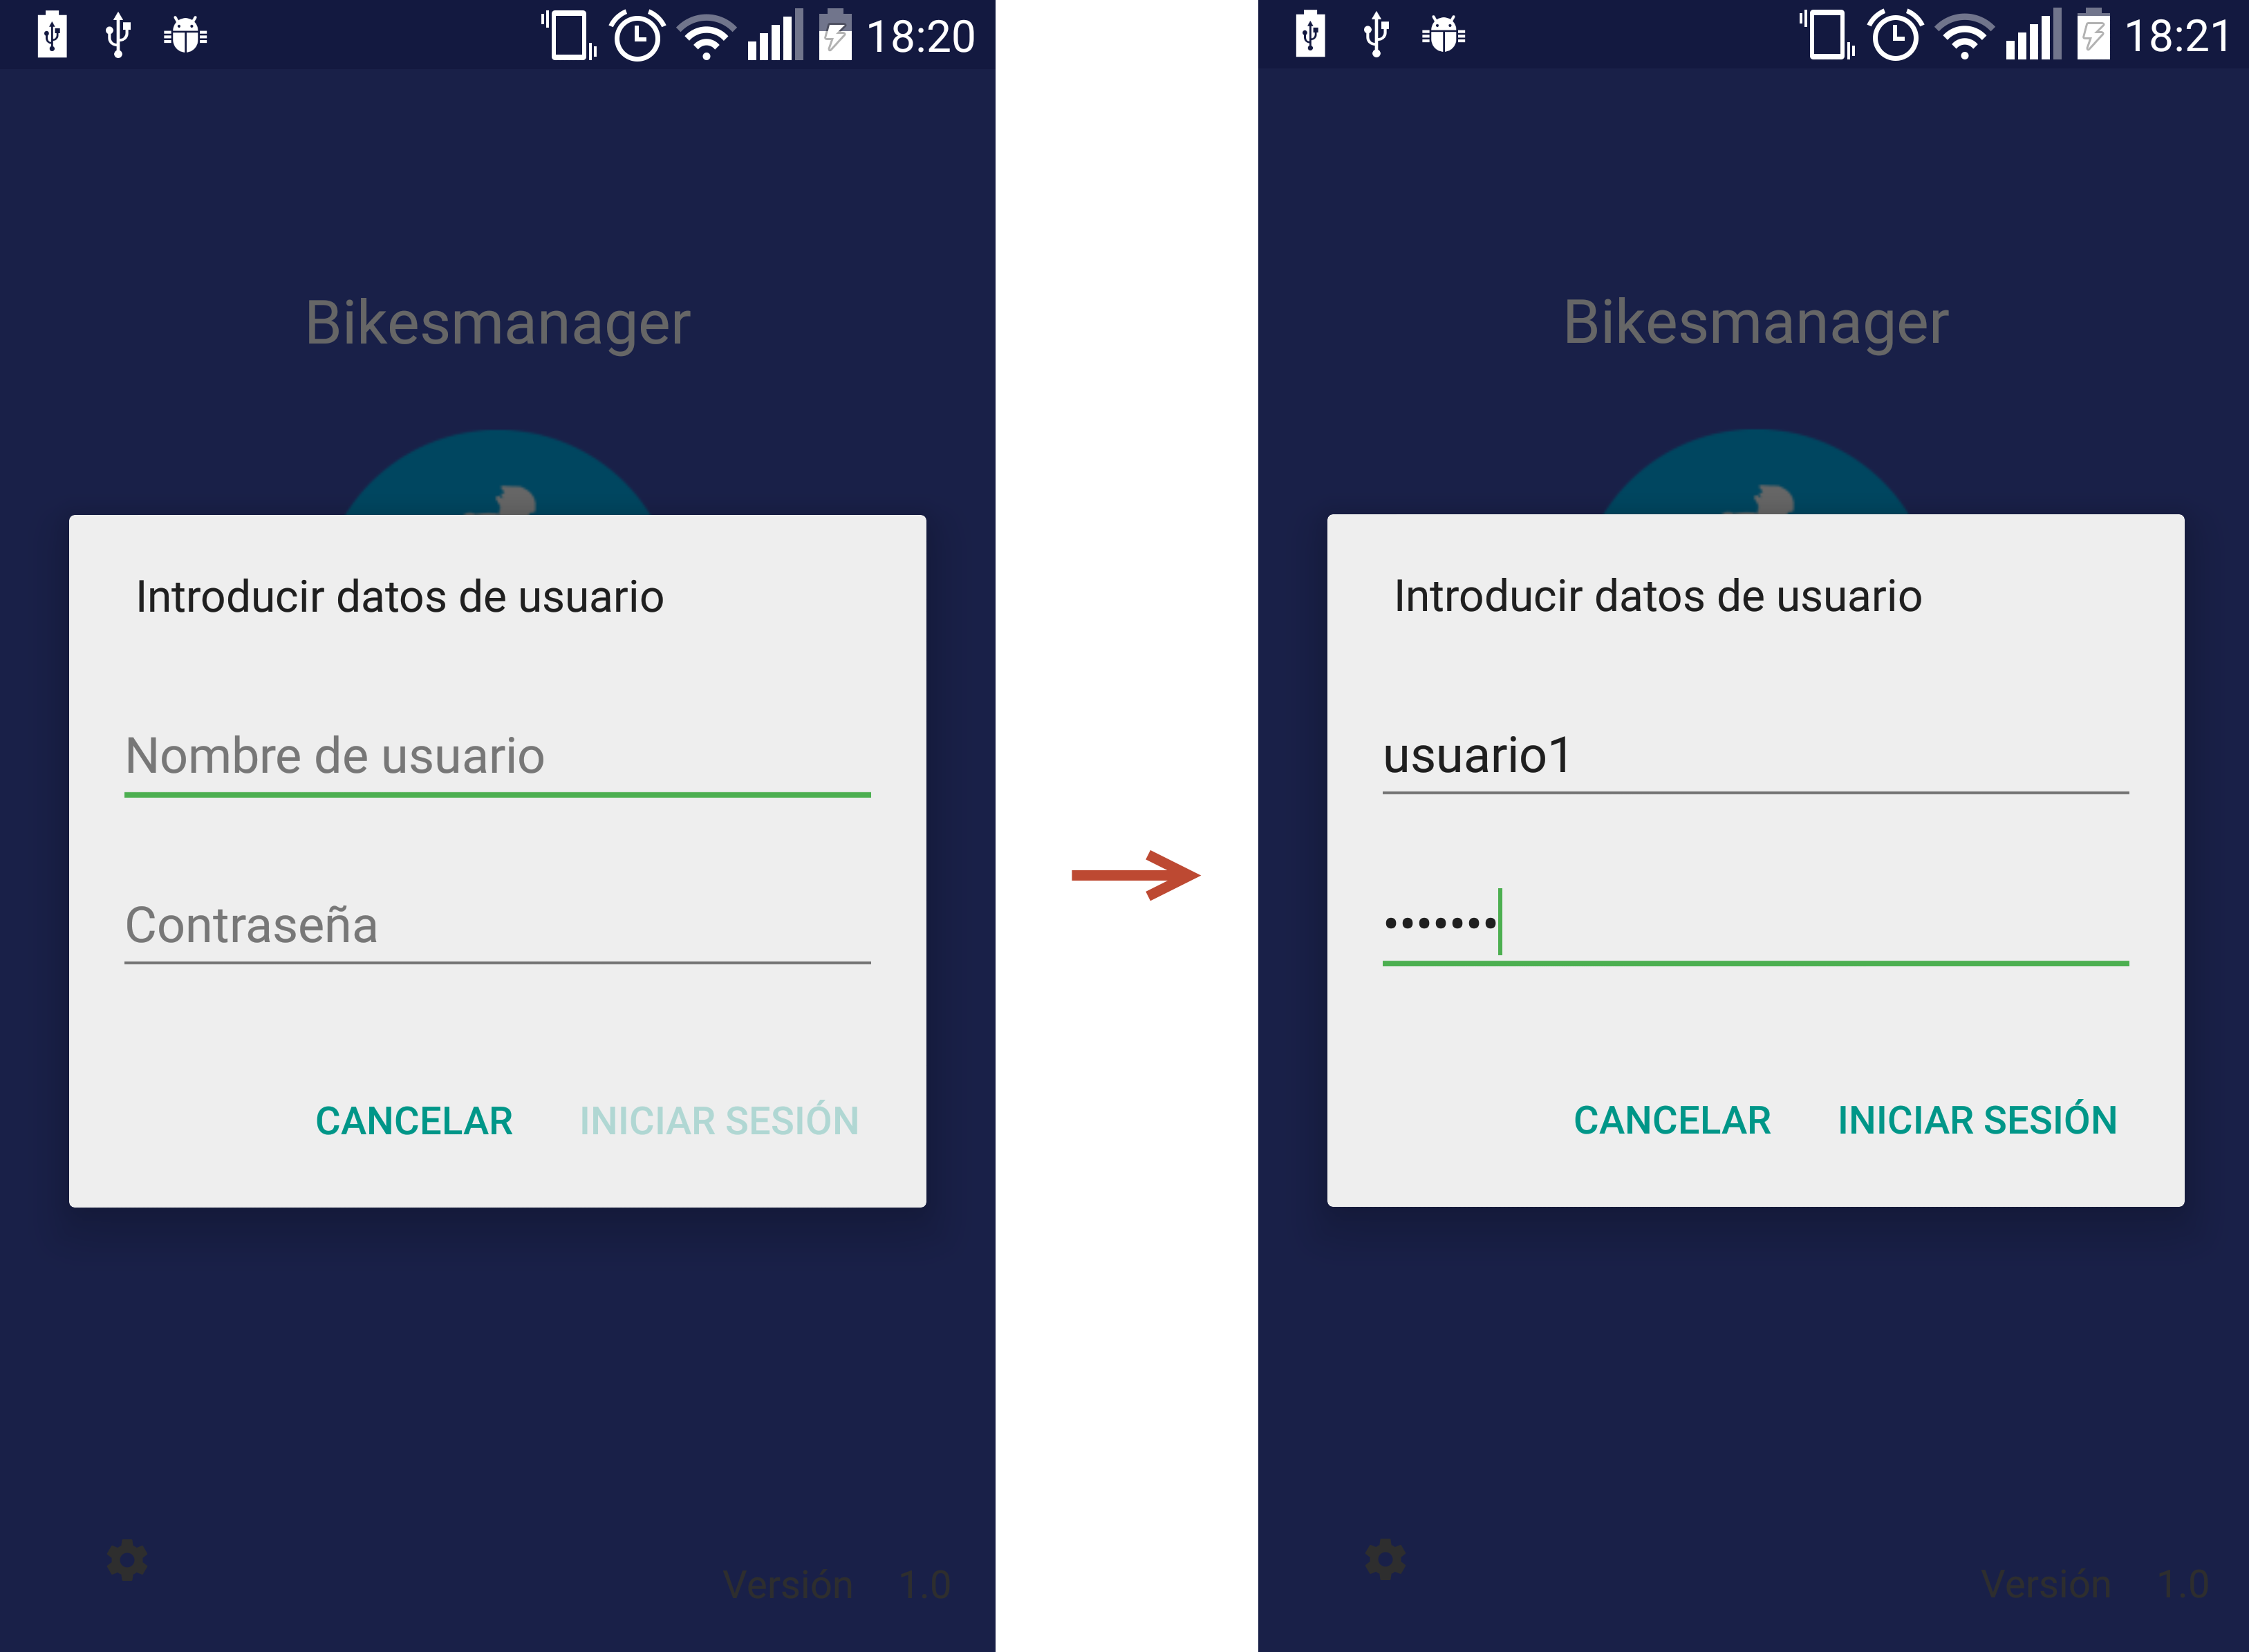 18:20
Bikesmanager
Introducir datos de usuario
Nombre de usuario
Contraseña
CANCELAR INICIAR SESIÓN
Versión 1.0
18:21
Bikesmanager
Introducir datos de usuario
usuario1
•••••••
CANCELAR INICIAR SESIÓN
Versión 1.0